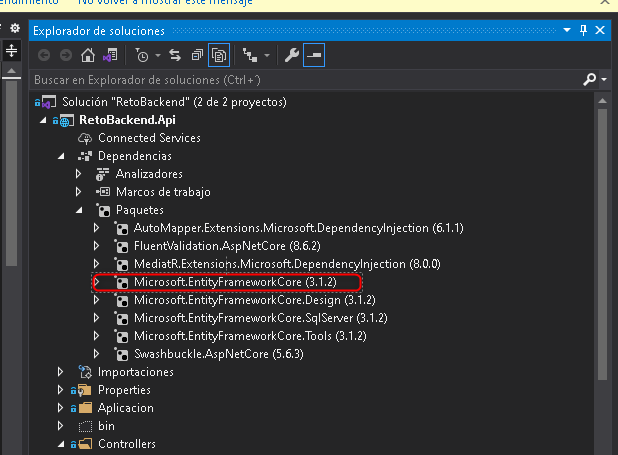 endimiento No volver a mostrar este mensaje
Explorador de soluciones
Buscar en Explorador de soluciones (Ctrl+´)
Solución "RetoBackend" (2 de 2 proyectos)
RetoBackend.Api
Connected Services
Dependencias
Analizadores
Marcos de trabajo
Paquetes
AutoMapper.Extensions.Microsoft.DependencyInjection (6.1.1)
FluentValidation.AspNetCore (8.6.2)
MediatR.Extensions.Microsoft.DependencyInjection (8.0.0)
Microsoft.EntityFrameworkCore (3.1.2)
Microsoft.EntityFrameworkCore.Design (3.1.2)
Microsoft.EntityFrameworkCore.SqlServer (3.1.2)
Microsoft.EntityFrameworkCore.Tools (3.1.2)
Swashbuckle.AspNetCore (5.6.3)
Importaciones
Properties
Aplicacion
bin
Controllers